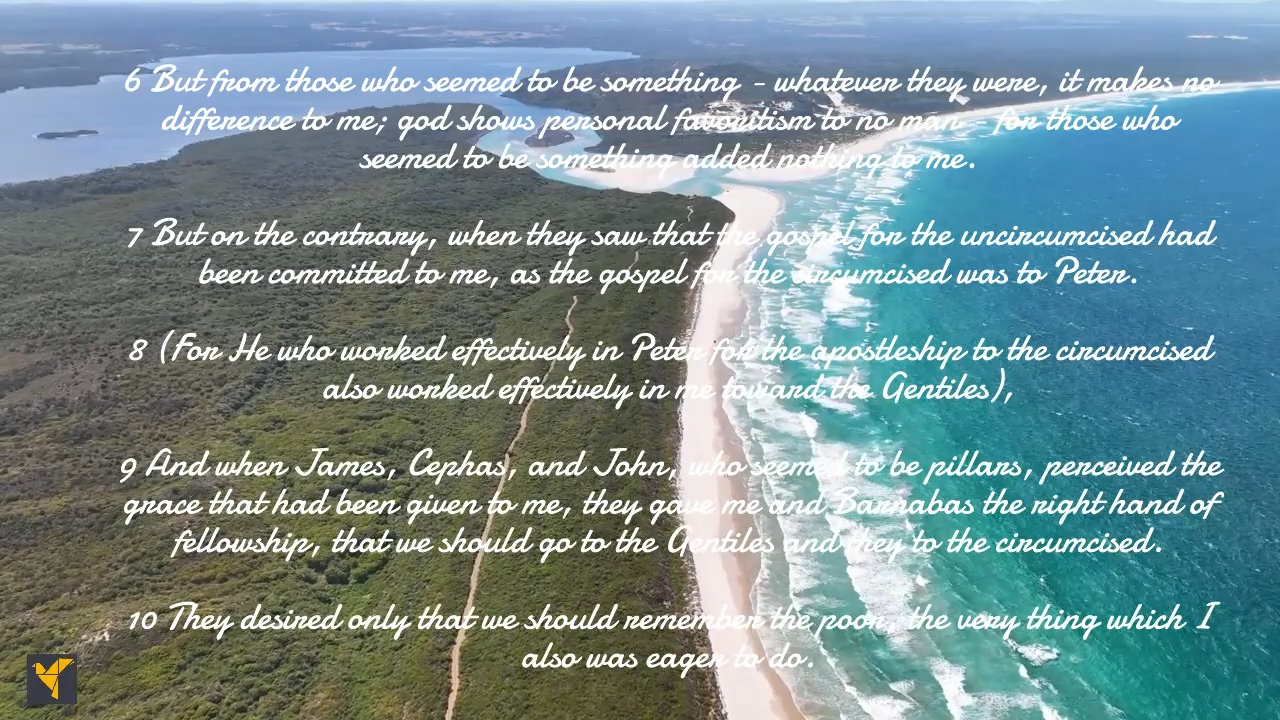 6 But from those who seemed to be something - whatever they were, it makes no
difference to me; god shows personal favoritism to no man - for those who
seemed to be something added nothing to me.
7 But on the contrary, when they saw that the gospel for the uncircumcised had
been committed to me, as the gospel for the circumcised was to Peter.
8 (For He who worked effectively in Peter for the apostleship to the circumcised
also worked effectively in me toward the Gentiles),
9 And when James, Cephas, and John, who seemed to be pillars, perceived the
grace that had been given to me, they gave me and Barnabas the right hand of
fellowship, that we should go to the Gentiles and they to the circumcised.
10 They desired only that we should remember the poor, the very thing which I
also was eager to do.